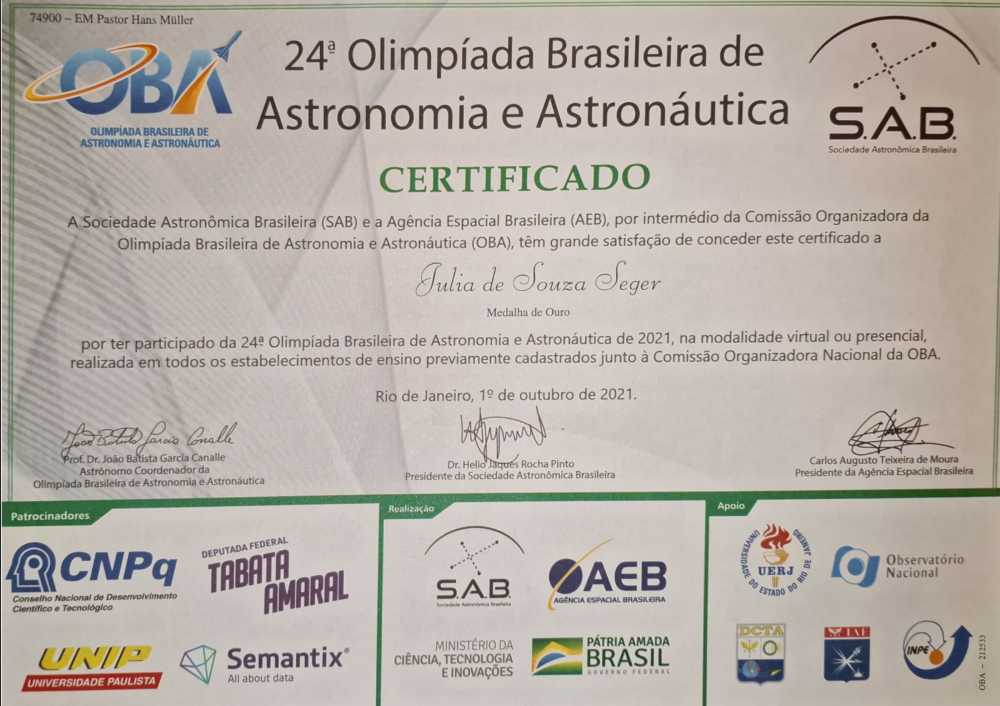 74900 – EM Pastor Hans Müller
OBA
OLIMPÍADA BRASILEIRA DE
ASTRONOMIA E ASTRONÁUTICA
24ª Olimpíada Brasileira de
Astronomia e Astronáutica
S.A.B.
Sociedade Astronômica Brasileira
CERTIFICADO
A Sociedade Astronômica Brasileira (SAB) e a Agência Espacial Brasileira (AEB), por intermédio da Comissão Organizadora da
Olimpíada Brasileira de Astronomia e Astronáutica (OBA), têm grande satisfação de conceder este certificado a
Julia de Souza Seger
Medalha de Ouro
por ter participado da 24ª Olimpíada Brasileira de Astronomia e Astronáutica de 2021, na modalidade virtual ou presencial,
realizada em todos os estabelecimentos de ensino previamente cadastrados junto à Comissão Organizadora Nacional da OBA.
Rio de Janeiro, 1º de outubro de 2021.
João Batista Garcia Canalle
Prof. Dr. João Batista Garcia Canalle
Astrônomo Coordenador da
Olimpíada Brasileira de Astronomia e Astronáutica
Dr. Helio Jaques Rocha Pinto
Presidente da Sociedade Astronômica Brasileira
Carlos Augusto Teixeira de Moura
Presidente da Agência Espacial Brasileira
Patrocinadores
CNPq
Conselho Nacional de Desenvolvimento
Científico e Tecnológico
DEPUTADA FEDERAL
TABATA
AMARAL
UNIP
UNIVERSIDADE PAULISTA
Semantix®
All about data
Realização
S.A.B.
Sociedade Astronômica Brasileira
AEB
AGÊNCIA ESPACIAL BRASILEIRA
MINISTÉRIO DA
CIÊNCIA, TECNOLOGIA
E INOVAÇÕES
PÁTRIA AMADA
BRASIL
GOVERNO FEDERAL
Apoio
UNIVERSIDADE DO ESTADO DO RIO DE JANEIRO
UERJ
Observatório
Nacional
DCTA
IAE
INPE
OBA – 212533